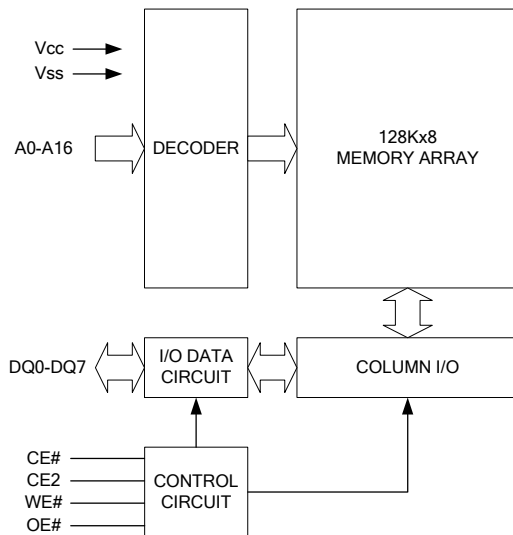 Vcc
Vss
A0-A16
DECODER
128Kx8
MEMORY ARRAY
DQ0-DQ7
I/O DATA
CIRCUIT
COLUMN I/O
CE#
CE2
WE#
OE#
CONTROL
CIRCUIT